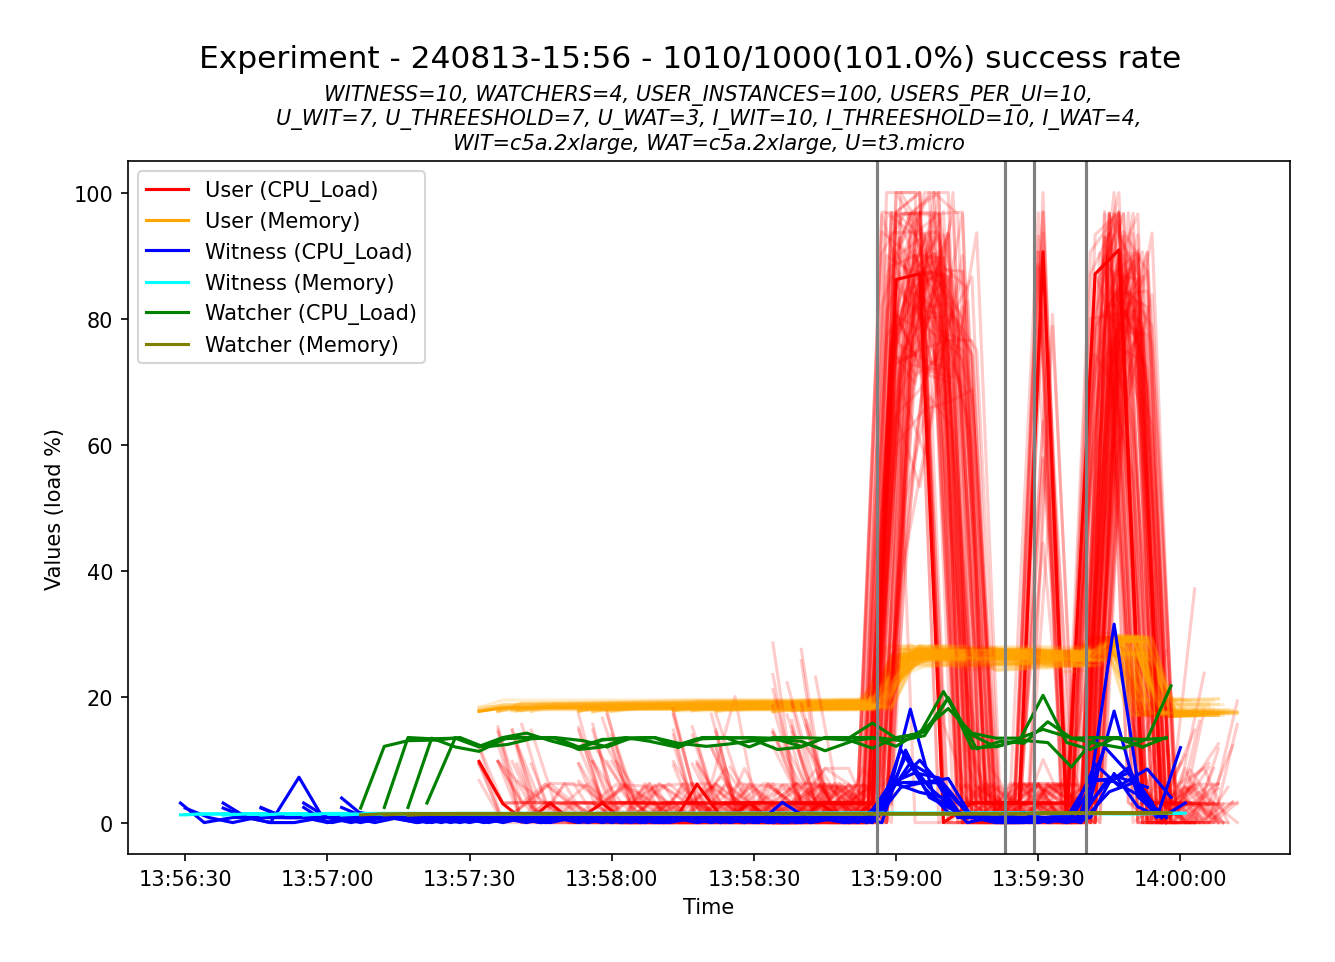 Experiment - 240813-15:56 - 1010/1000(101.0%) success rate
WITNESS=10, WATCHERS=4, USER_INSTANCES=100, USERS_PER_UI=10,
U_WIT=7, U_THREESHOLD=7, U_WAT=3, I_WIT=10, I_THREESHOLD=10, I_WAT=4,
WIT=c5a.2xlarge, WAT=c5a.2xlarge, U=t3.micro
User (CPU_Load)
User (Memory)
Witness (CPU_Load)
Witness (Memory)
Watcher (CPU_Load)
Watcher (Memory)
Values (load %)
100
80
60
40
20
0
13:56:30 13:57:00 13:57:30 13:58:00 13:58:30 13:59:00 13:59:30 14:00:00
Time